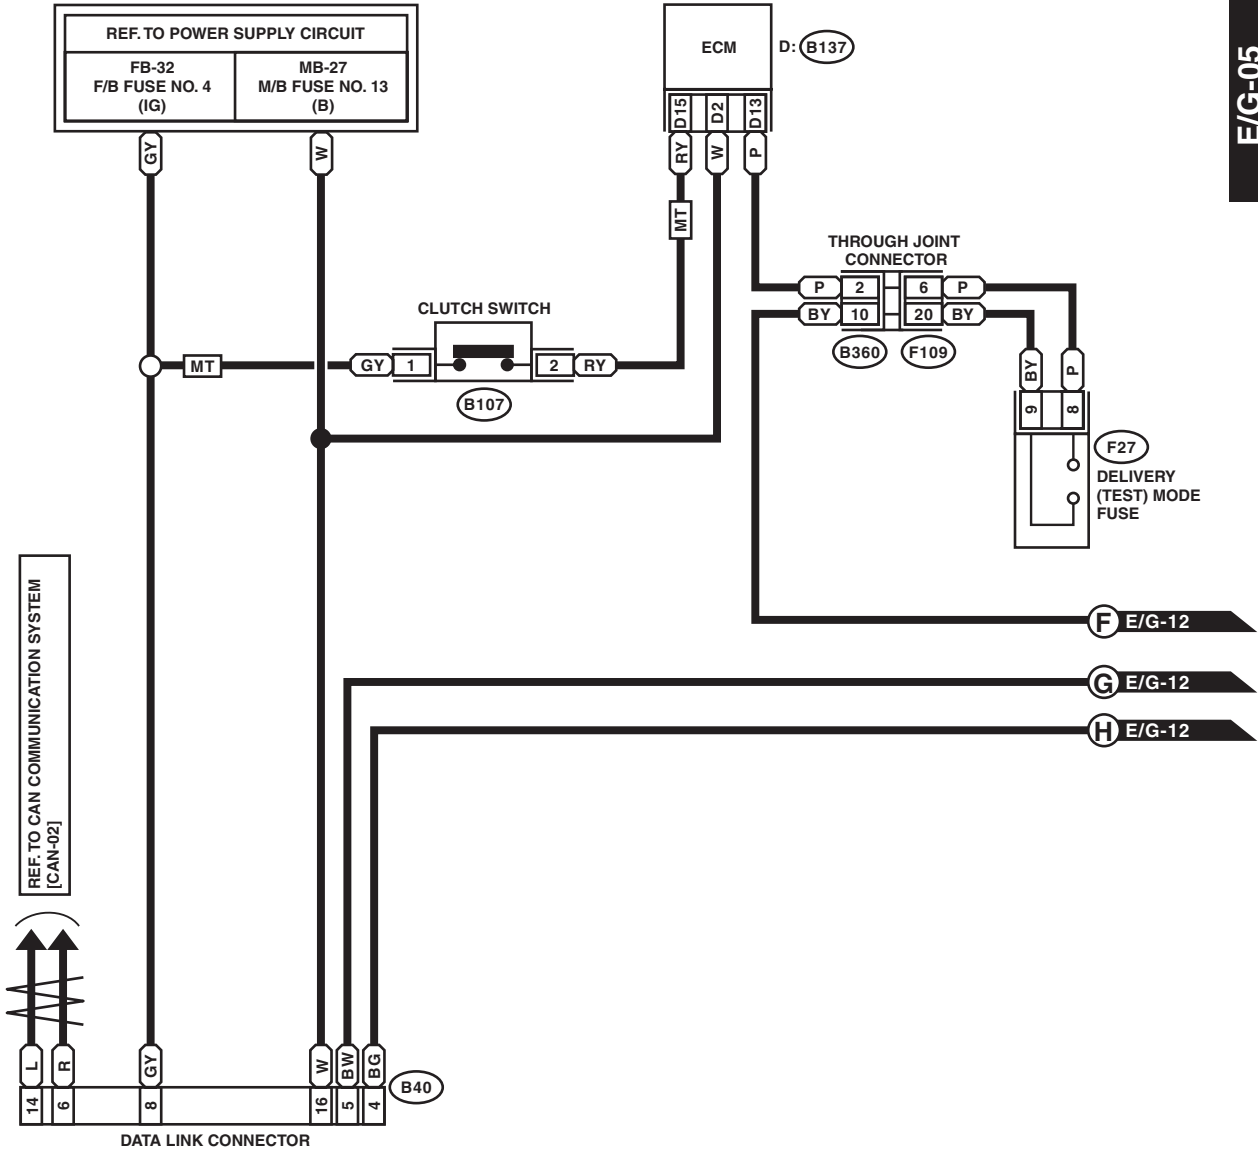 REF. TO POWER SUPPLY CIRCUIT
FB-32
F/B FUSE NO. 4
(IG)
MB-27
M/B FUSE NO. 13
(B)
GY
W
ECM
D: B137
D15
D2
D13
RY
W
P
MT
E/G-05
THROUGH JOINT
CONNECTOR
P 2 6 P
BY 10 20 BY
B360 F109
CLUTCH SWITCH
MT
GY 1 2 RY
B107
BY
P
9
8
F27
DELIVERY
(TEST) MODE
FUSE
REF. TO CAN COMMUNICATION SYSTEM
[CAN-02]
F E/G-12
G E/G-12
H E/G-12
L
R
GY
W
BW
BG
14
6
8
16
5
4
B40
DATA LINK CONNECTOR